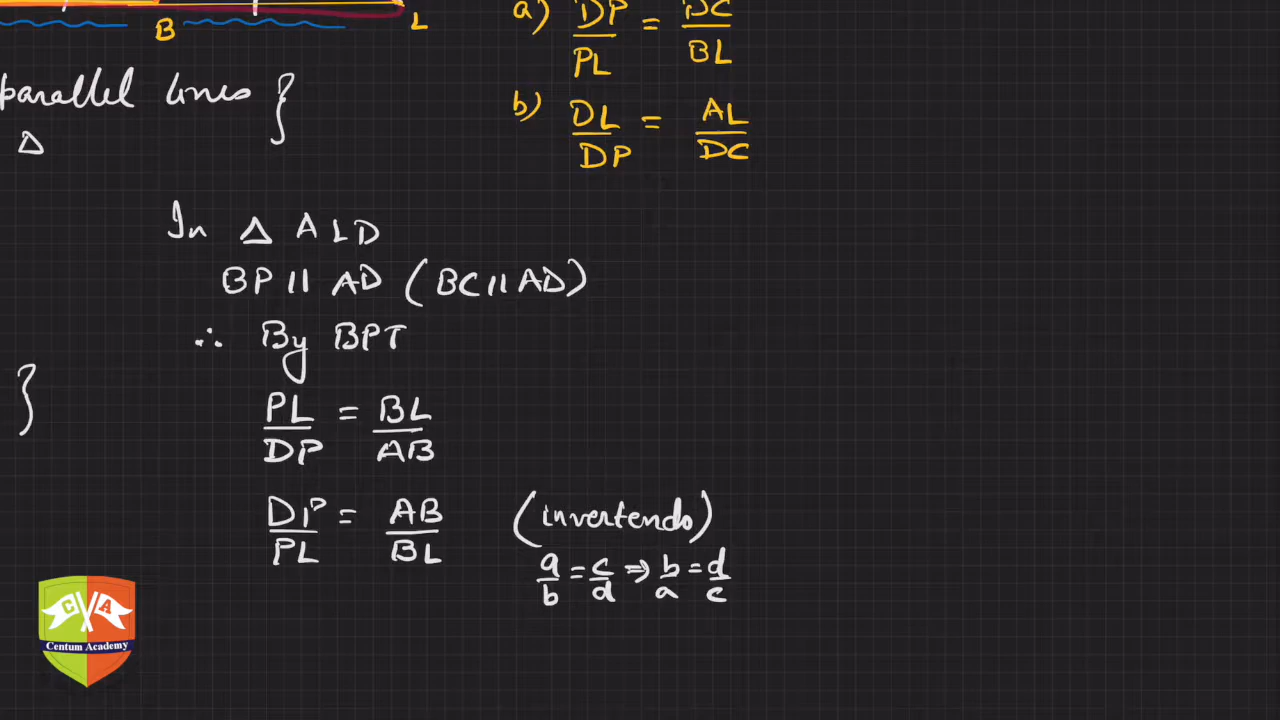 B L
a) DP/PL = DC/BL
parallel lines }
Δ
b) DL/DP = AL/DC
In Δ ALD
BP || AD (BC || AD)
∴ By BPT
}
PL/DP = BL/AB
DP/PL = AB/BL (invertendo)
a/b = c/d ⇒ b/a = d/c
C A
Centum Academy